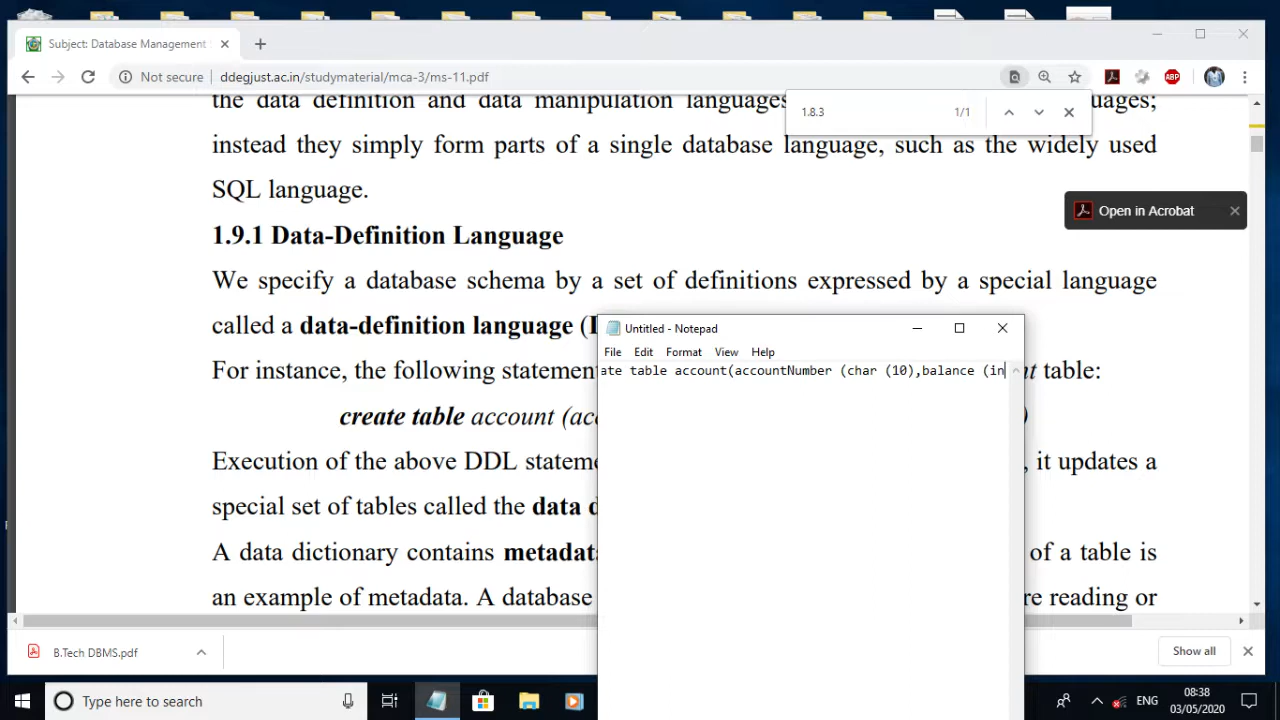 Subject: Database Management
Not secure ddegjust.ac.in/studymaterial/mca-3/ms-11.pdf
ABP
1.8.3 1/1
the data definition and data manipulation languages uages;
instead they simply form parts of a single database language, such as the widely used
SQL language.
Open in Acrobat
1.9.1 Data-Definition Language
We specify a database schema by a set of definitions expressed by a special language
called a data-definition language (
For instance, the following statement table:
create table account (acc )
Execution of the above DDL stateme , it updates a
special set of tables called the data d
A data dictionary contains metadata of a table is
an example of metadata. A database re reading or
Untitled - Notepad
File Edit Format View Help
ate table account(accountNumber (char (10),balance (in
B.Tech DBMS.pdf
Show all
Type here to search
ENG
08:38
03/05/2020